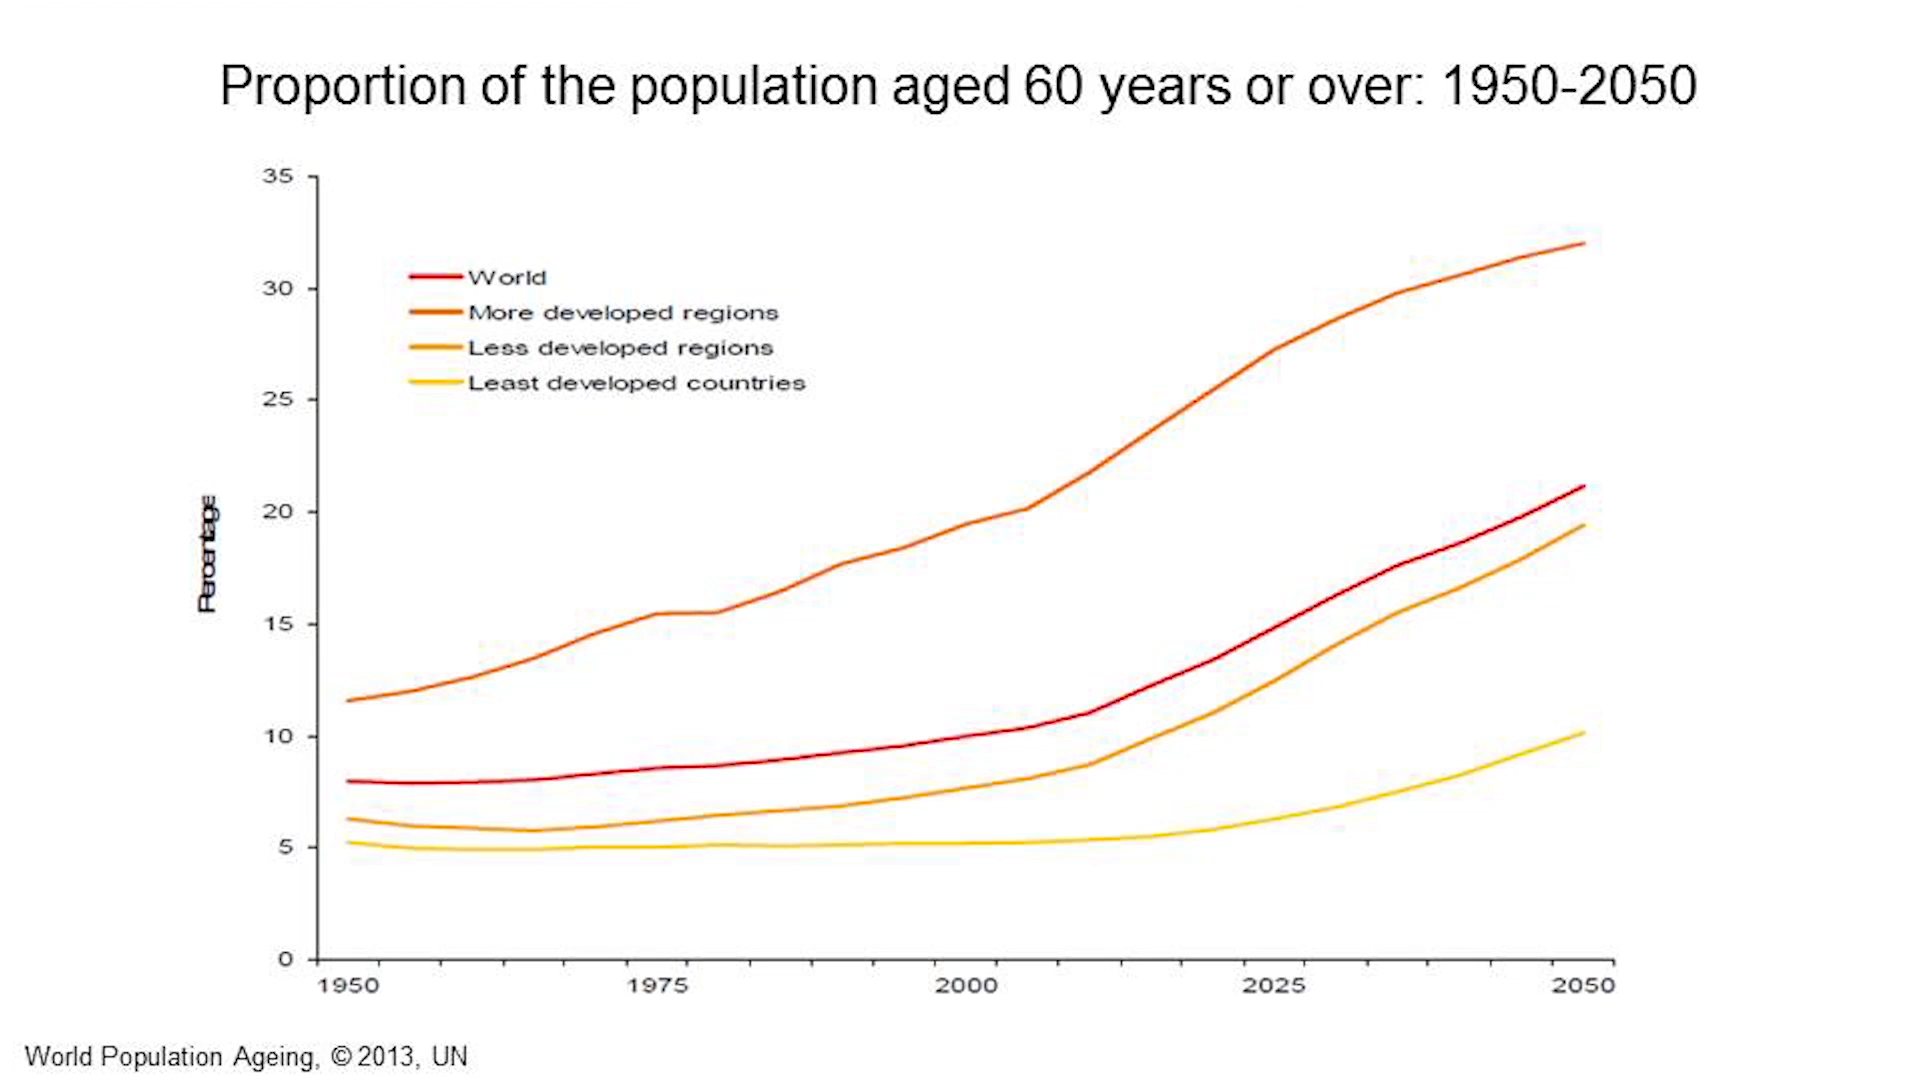 Proportion of the population aged 60 years or over: 1950-2050
35
30
25
20
15
10
5
0
Percentage
World
More developed regions
Less developed regions
Least developed countries
1950 1975 2000 2025 2050
World Population Ageing, © 2013, UN